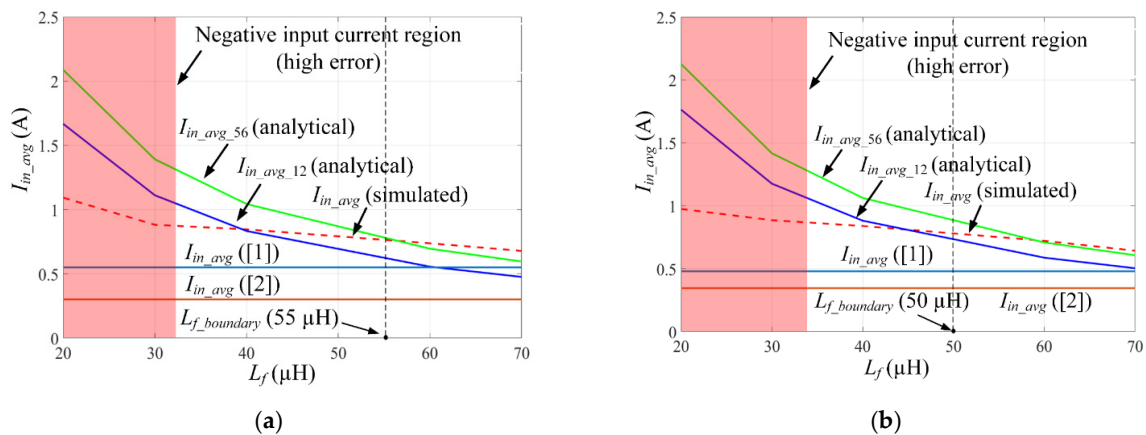 2.5
2
1.5
1
0.5
0
I_in_avg (A)
Negative input current region
(high error)
I_in_avg_56 (analytical)
I_in_avg_12 (analytical)
I_in_avg (simulated)
I_in_avg ([1])
I_in_avg ([2])
L_f_boundary (55 µH)
20 30 40 50 60 70
L_f (µH)
(a)
2.5
2
1.5
1
0.5
0
I_in_avg (A)
Negative input current region
(high error)
I_in_avg_56 (analytical)
I_in_avg_12 (analytical)
I_in_avg (simulated)
I_in_avg ([1])
L_f_boundary (50 µH) I_in_avg ([2])
20 30 40 50 60 70
L_f (µH)
(b)